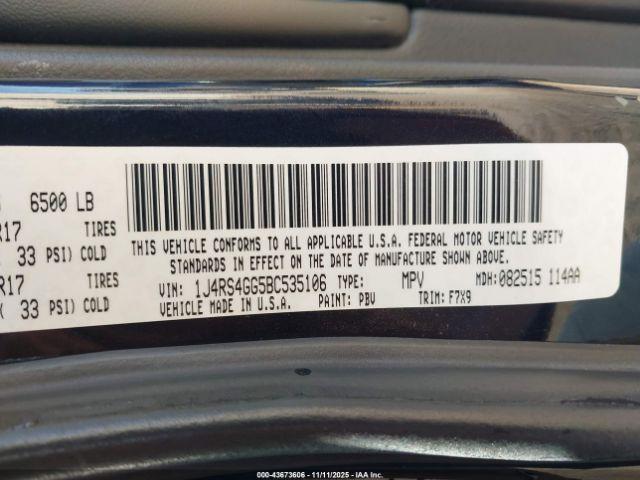 6500 LB
R17 TIRES
33 PSI) COLD
R17 TIRES
( 33 PSI) COLD
THIS VEHICLE CONFORMS TO ALL APPLICABLE U.S.A. FEDERAL MOTOR VEHICLE SAFETY
STANDARDS IN EFFECT ON THE DATE OF MANUFACTURE SHOWN ABOVE.
VIN: 1J4RS4GG5BC535106 TYPE: MPV MDH: 082515 114AA
VEHICLE MADE IN U.S.A. PAINT: PBV TRIM: F7X9
000-43673606 - 11/11/2025 - IAA Inc.